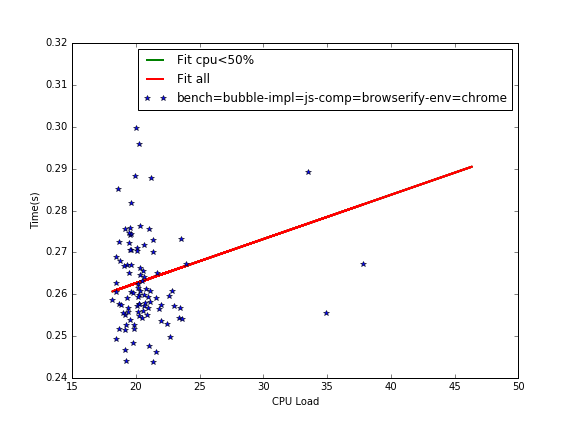 0.32
0.31
0.30
0.29
0.28
0.27
0.26
0.25
0.24
Time(s)
Fit cpu<50%
Fit all
bench=bubble-impl=js-comp=browserify-env=chrome
15 20 25 30 35 40 45 50
CPU Load